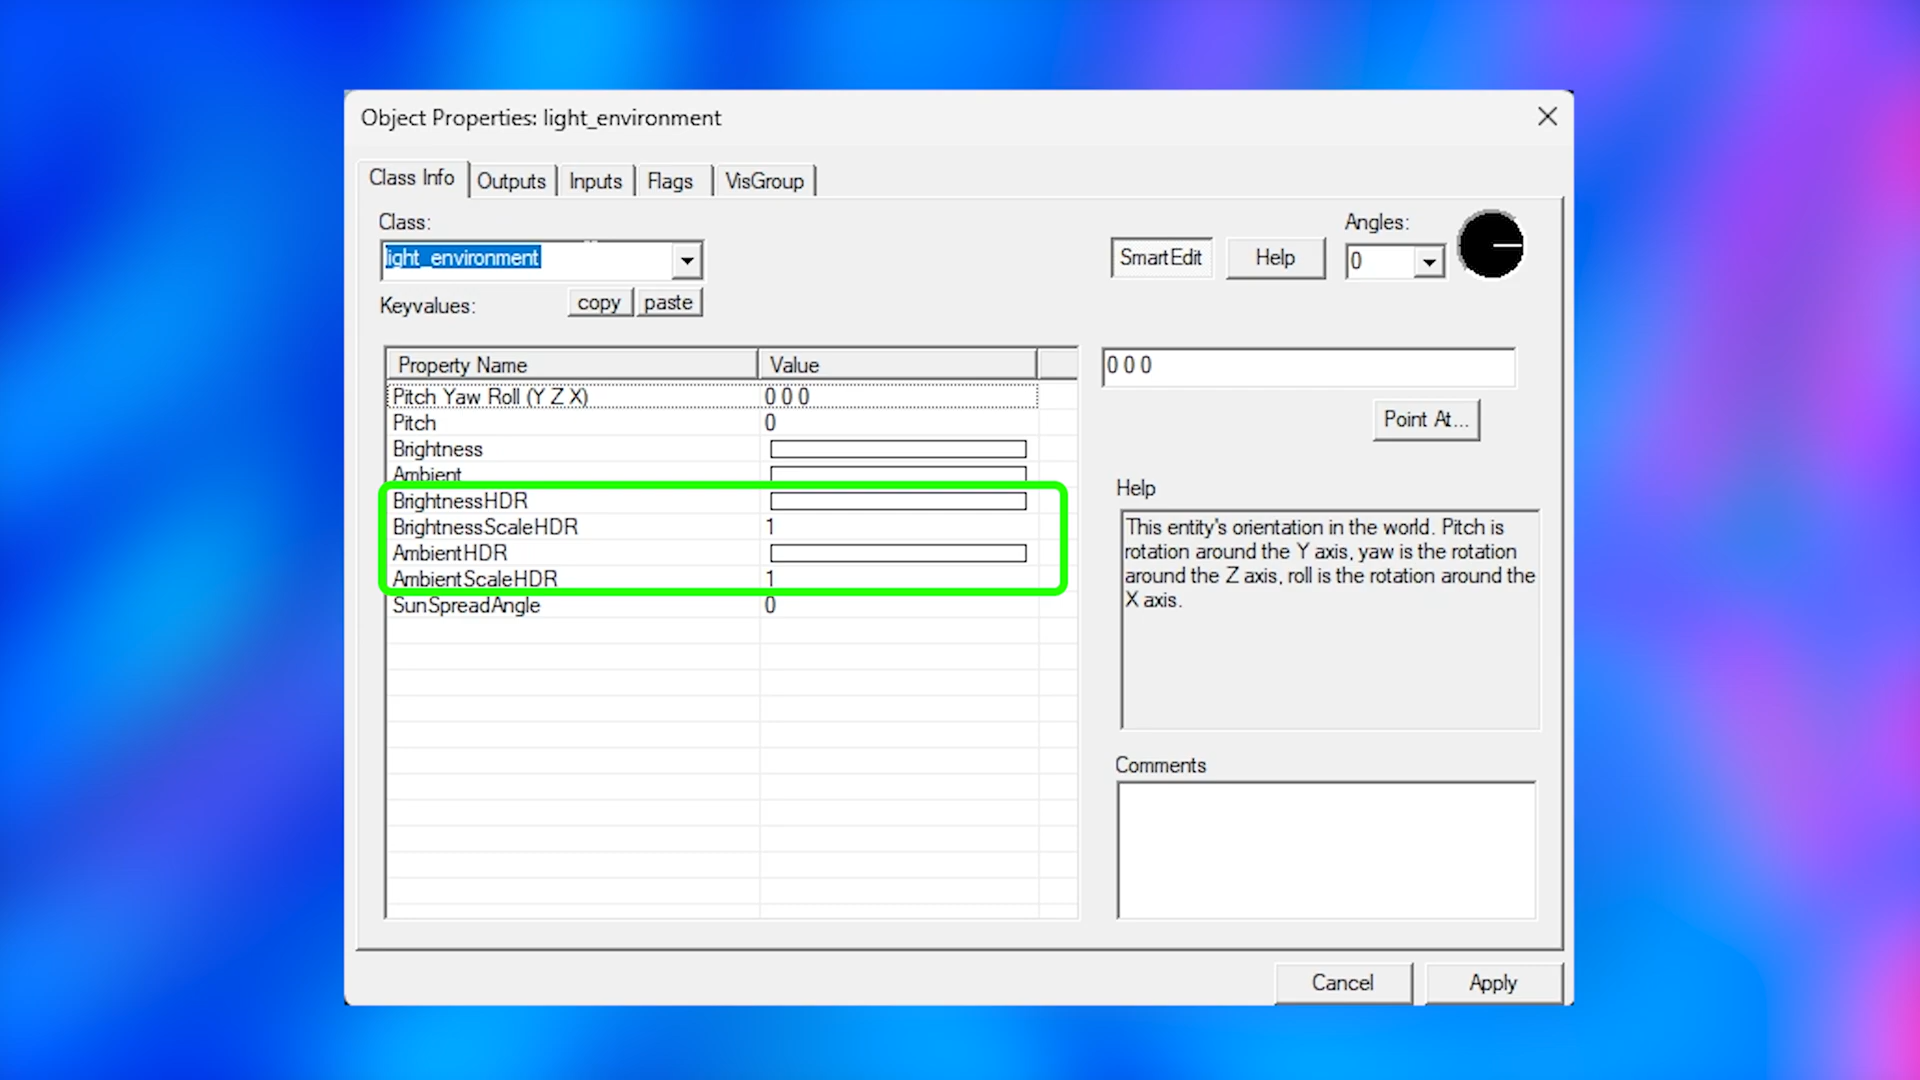 Object Properties: light_environment
Class Info Outputs Inputs Flags VisGroup
Class:
light_environment
Keyvalues: copy paste
SmartEdit Help
Angles:
0
Property Name Value
Pitch Yaw Roll (Y Z X) 0 0 0
Pitch 0
Brightness
Ambient
BrightnessHDR
BrightnessScaleHDR 1
AmbientHDR
AmbientScaleHDR 1
SunSpreadAngle 0
0 0 0
Point At...
Help
This entity's orientation in the world. Pitch is
rotation around the Y axis, yaw is the rotation
around the Z axis, roll is the rotation around the
X axis.
Comments
Cancel Apply